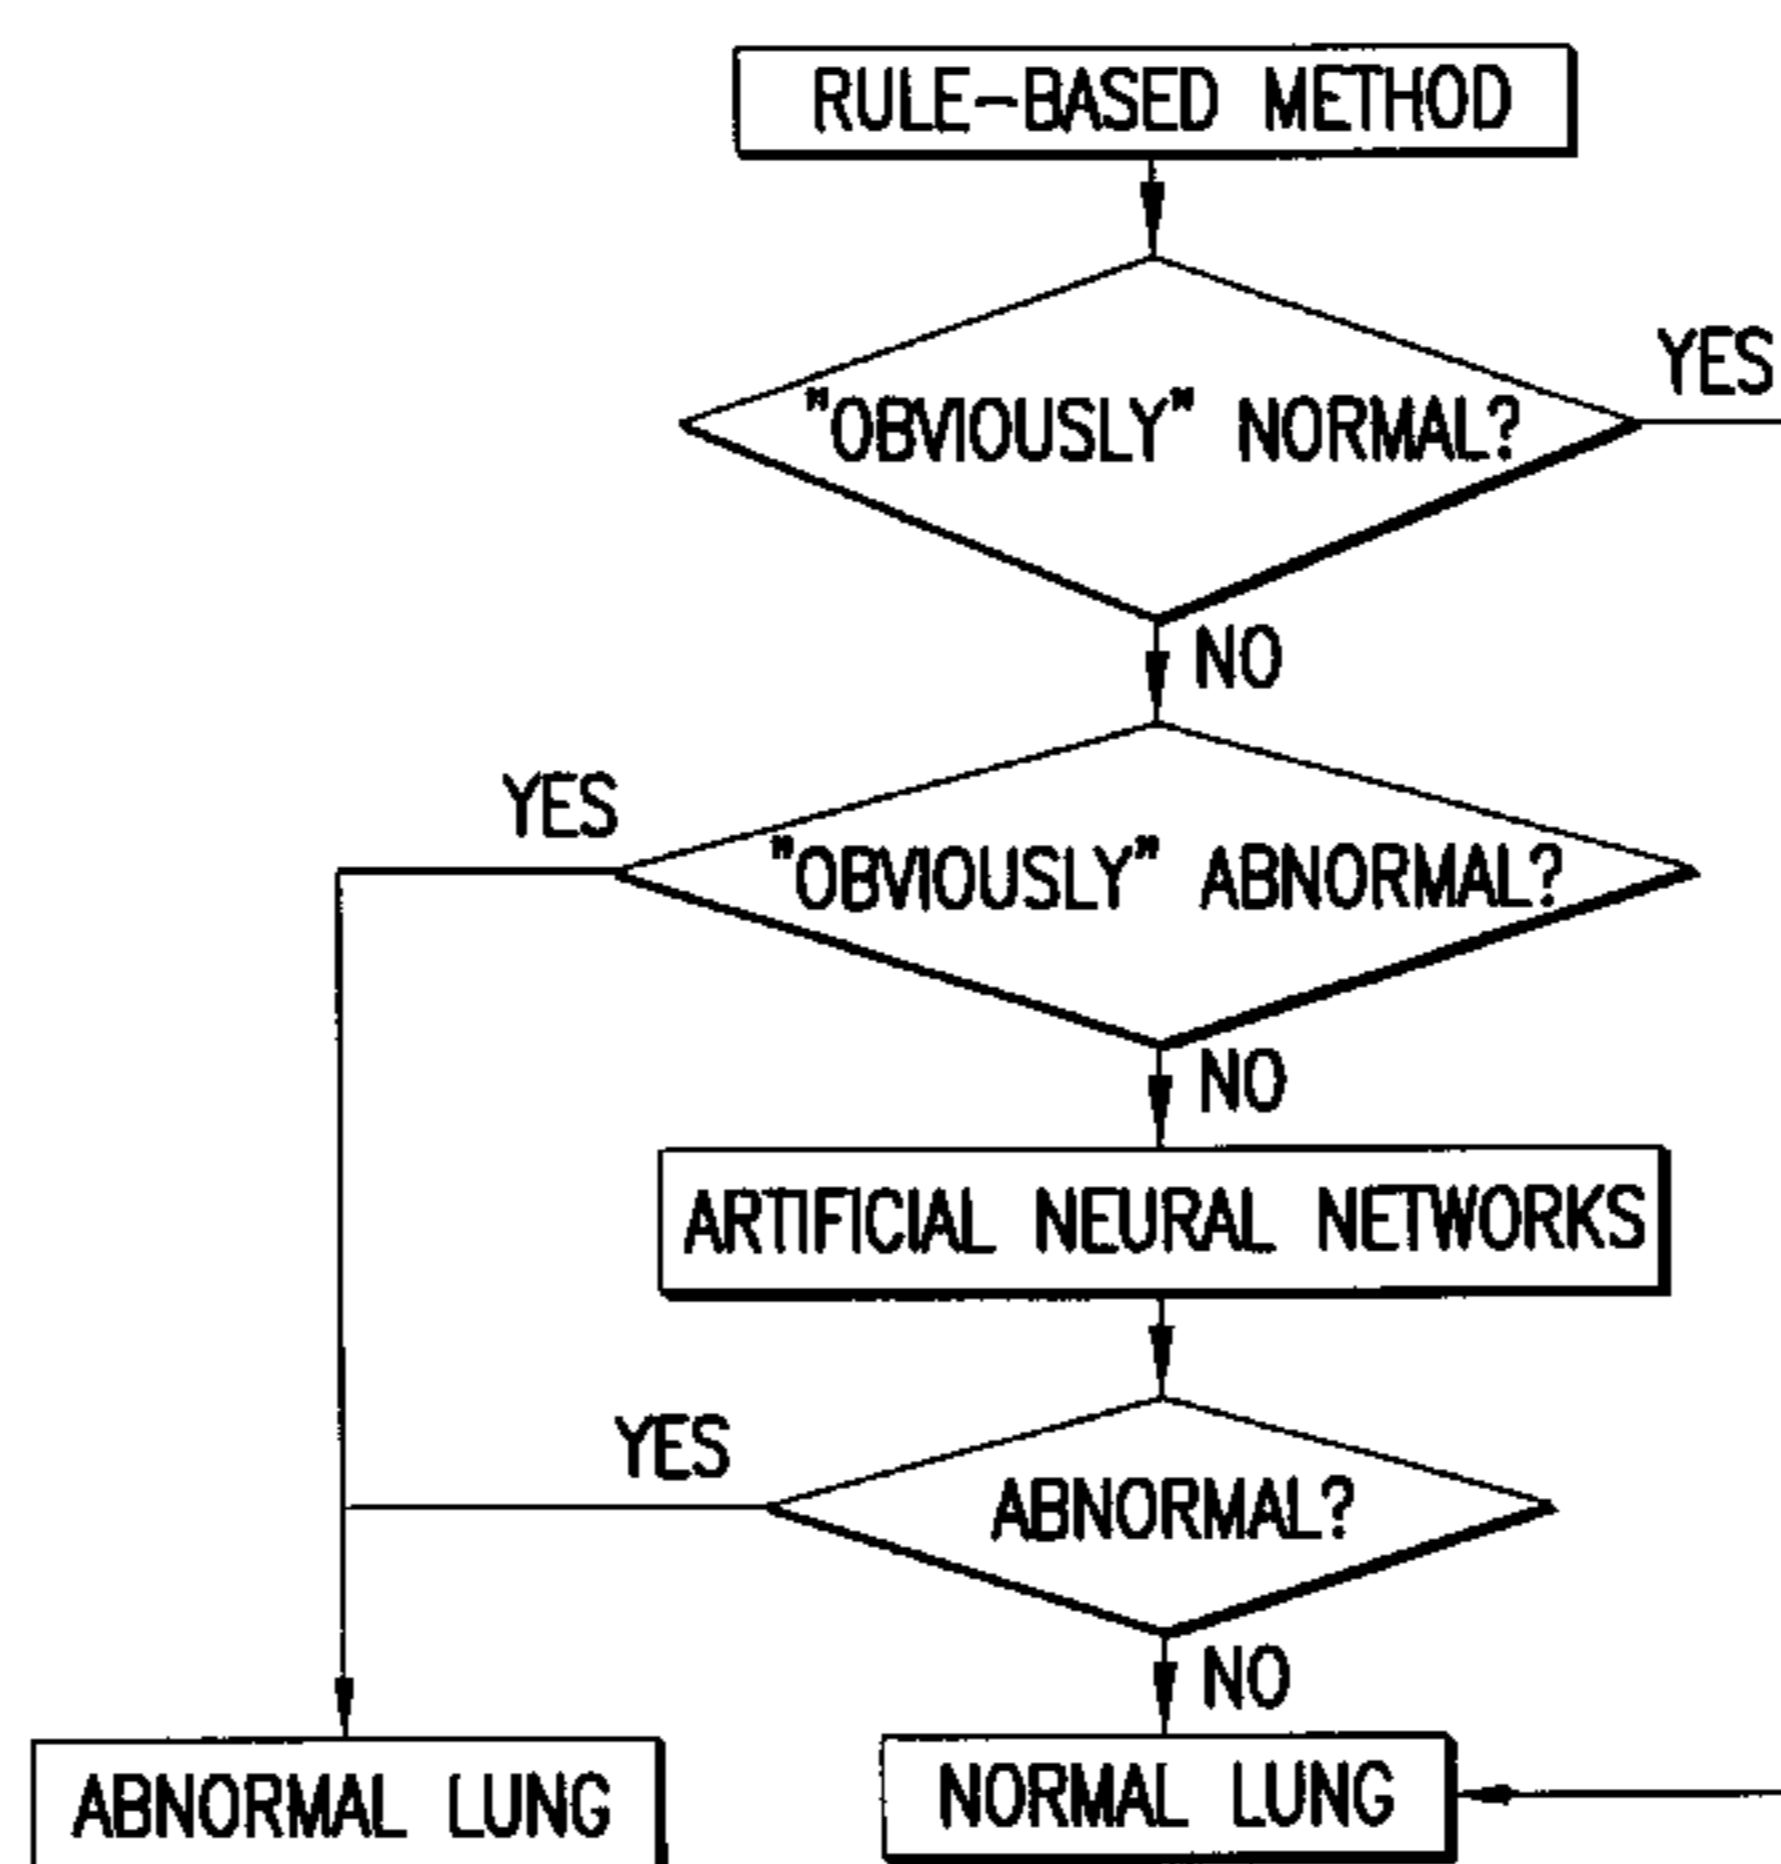 RULE-BASED METHOD
YES
"OBVIOUSLY" NORMAL?
NO
YES
"OBVIOUSLY" ABNORMAL?
NO
ARTIFICIAL NEURAL NETWORKS
YES
ABNORMAL?
NO
ABNORMAL LUNG
NORMAL LUNG